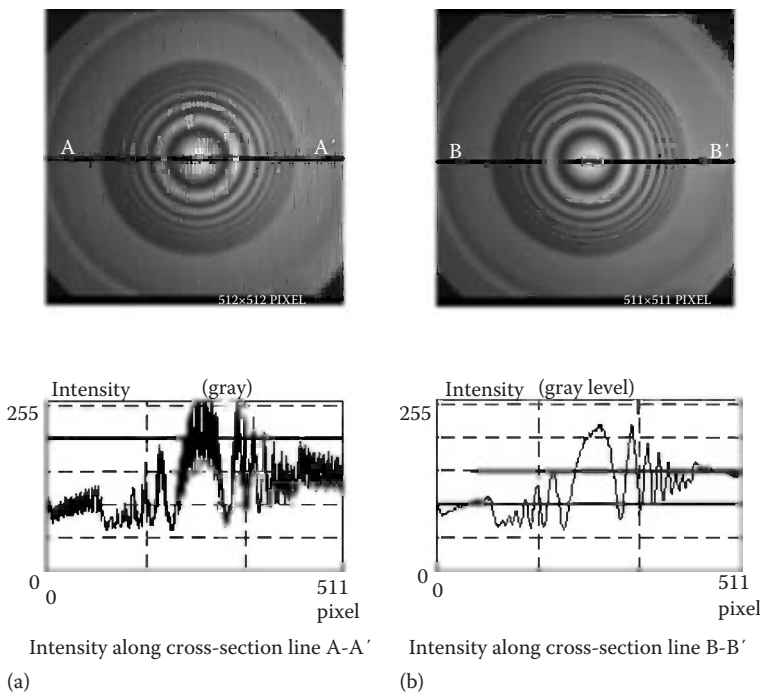 A A′
512×512 PIXEL
B B′
511×511 PIXEL
Intensity (gray)
255
0
0 511
pixel
Intensity along cross-section line A-A′
(a)
Intensity (gray level)
255
0
0 511
pixel
Intensity along cross-section line B-B′
(b)